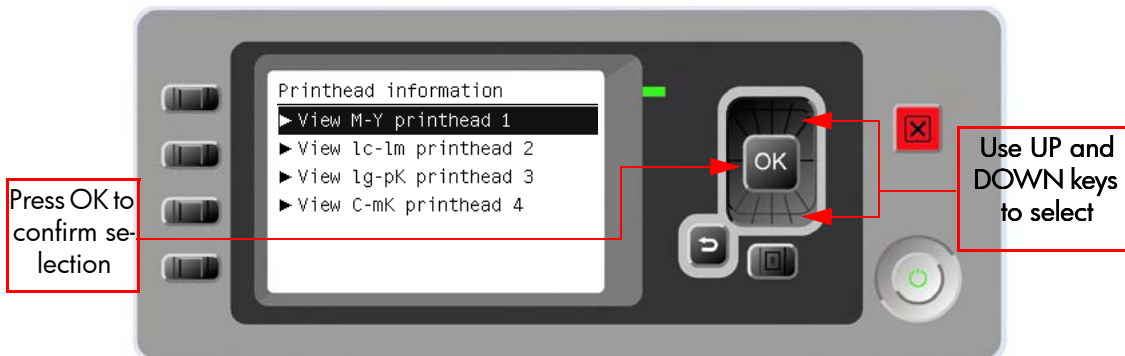 Printhead information
▶ View M-Y printhead 1
▶ View lc-lm printhead 2
▶ View lg-pK printhead 3
▶ View C-mK printhead 4
OK
Press OK to
confirm se-
lection
Use UP and
DOWN keys
to select